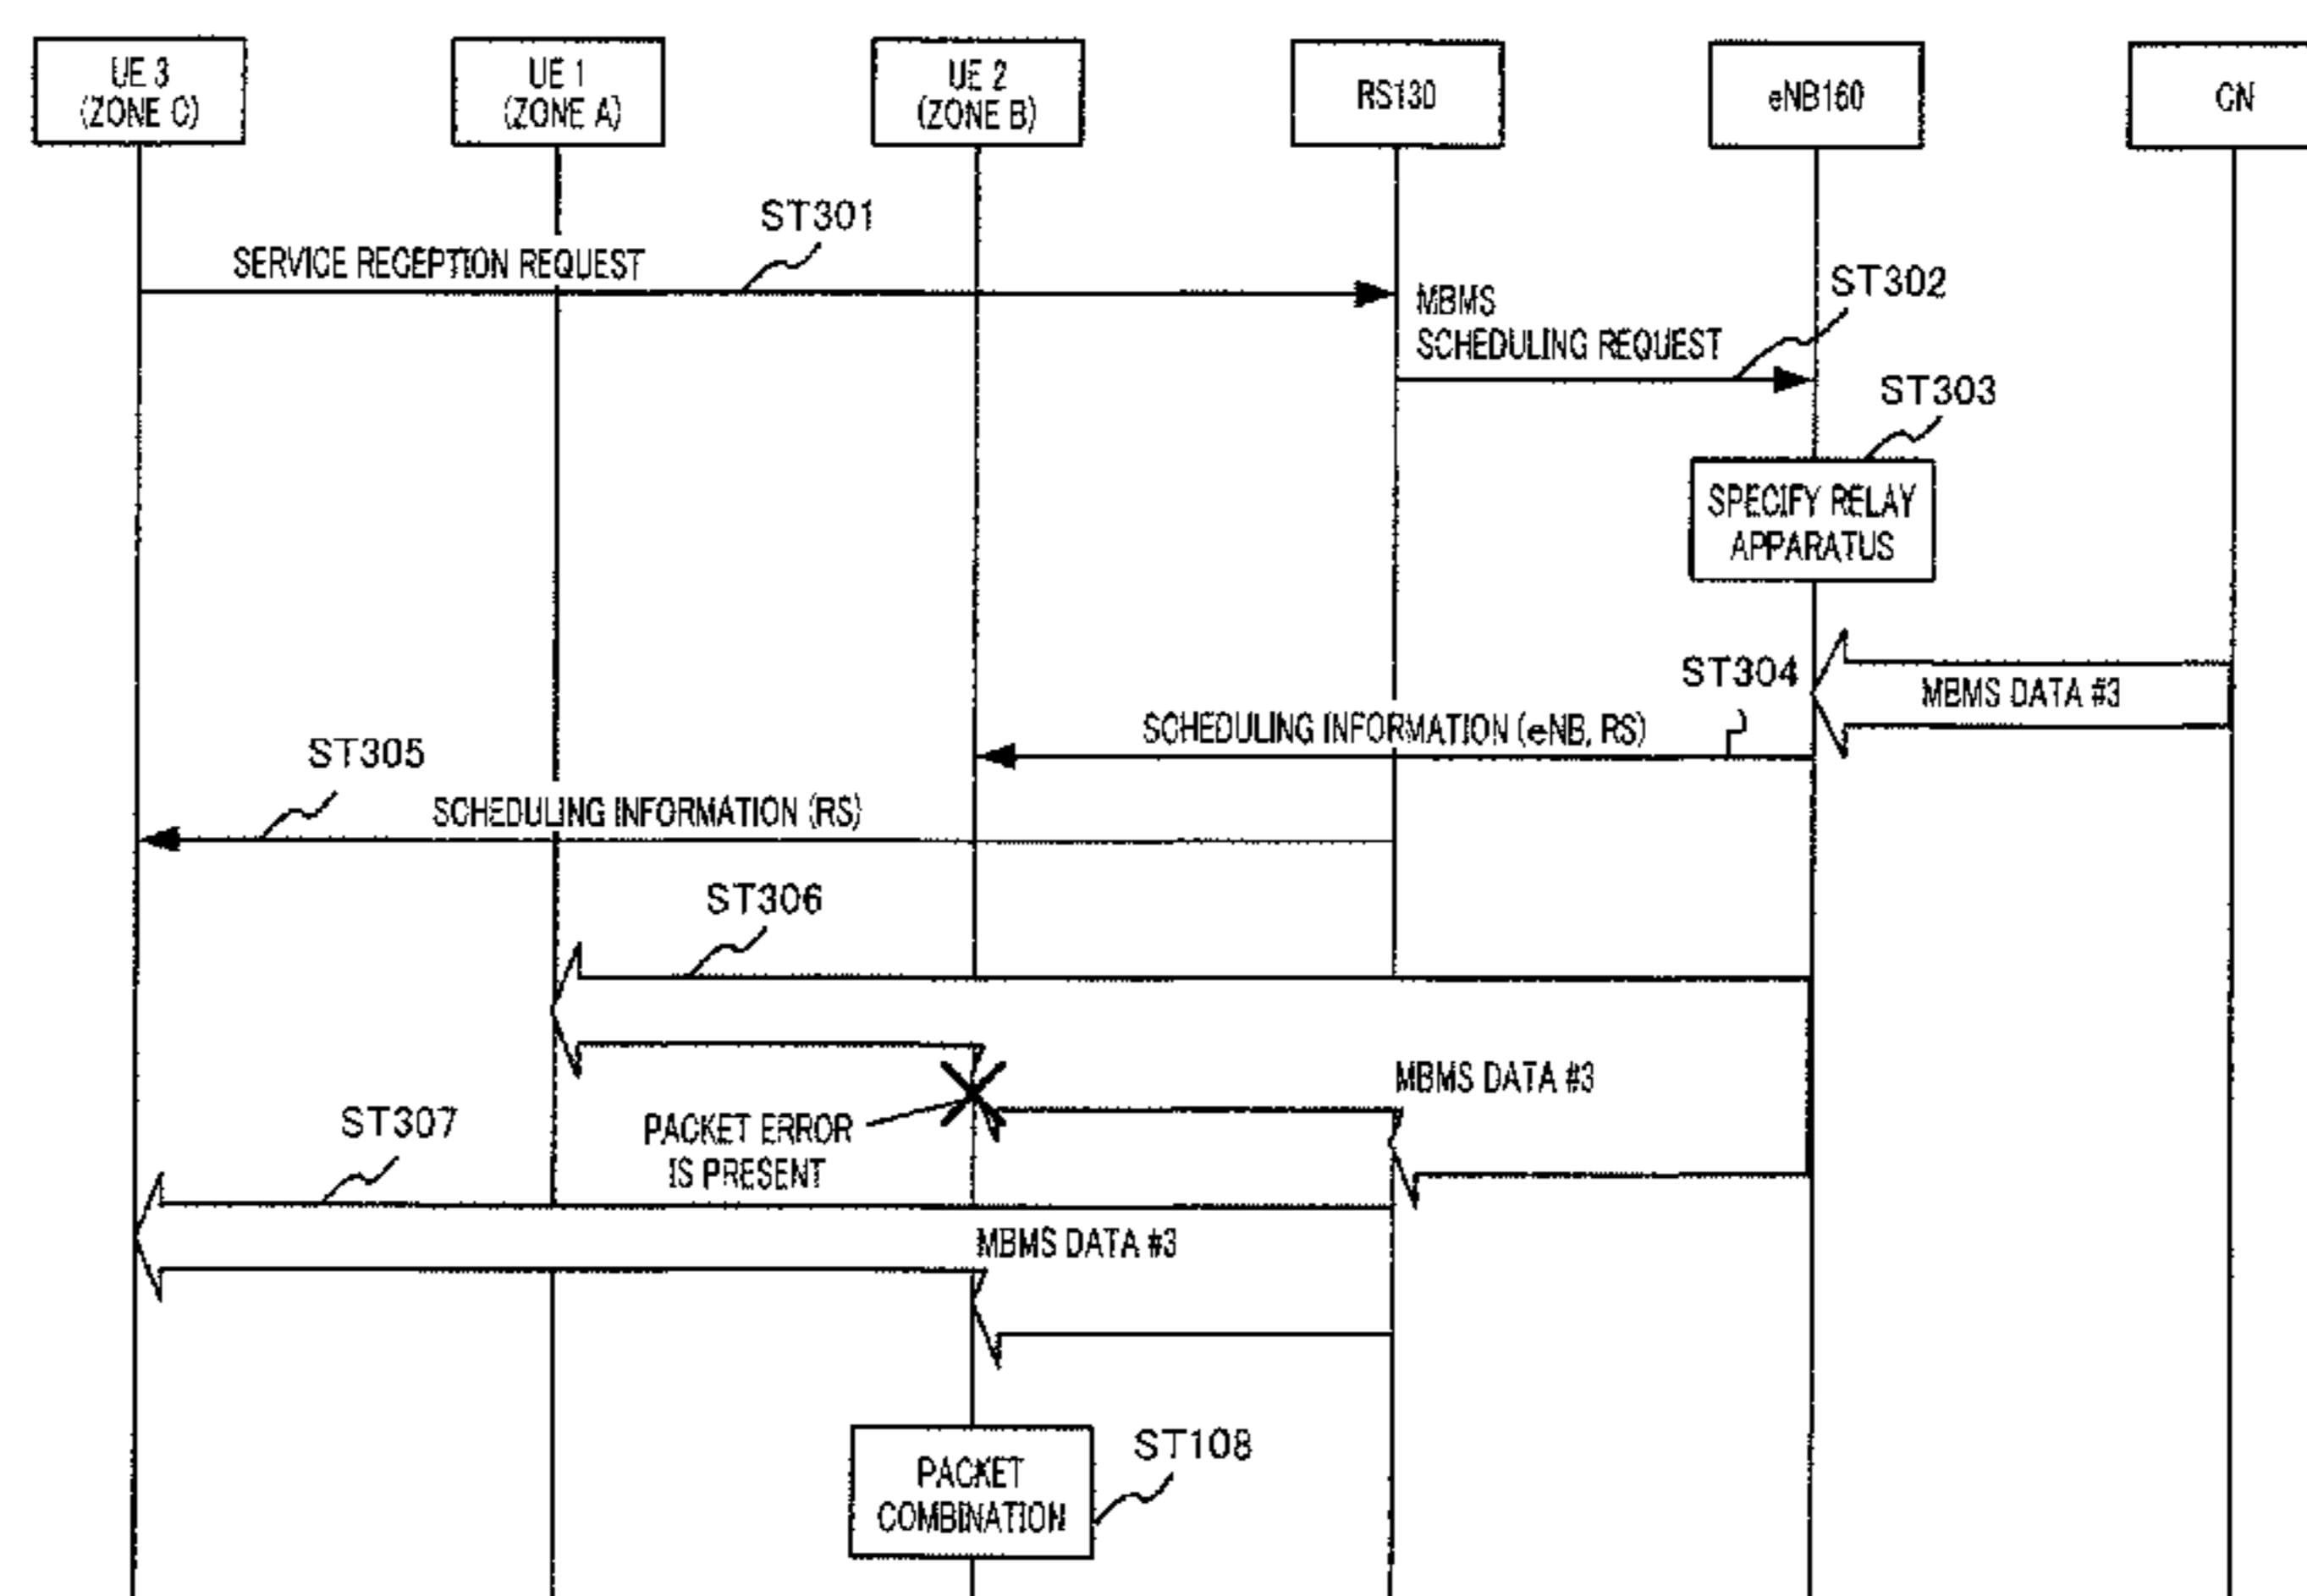 UE 3
(ZONE C)
UE 1
(ZONE A)
UE 2
(ZONE B)
RS130
eNB160
CN
ST301
SERVICE RECEPTION REQUEST
ST302
MBMS
SCHEDULING REQUEST
ST303
SPECIFY RELAY
APPARATUS
ST304
MBMS DATA #3
SCHEDULING INFORMATION (eNB, RS)
ST305
SCHEDULING INFORMATION (RS)
ST306
MBMS DATA #3
ST307
PACKET ERROR
IS PRESENT
MBMS DATA #3
ST108
PACKET
COMBINATION